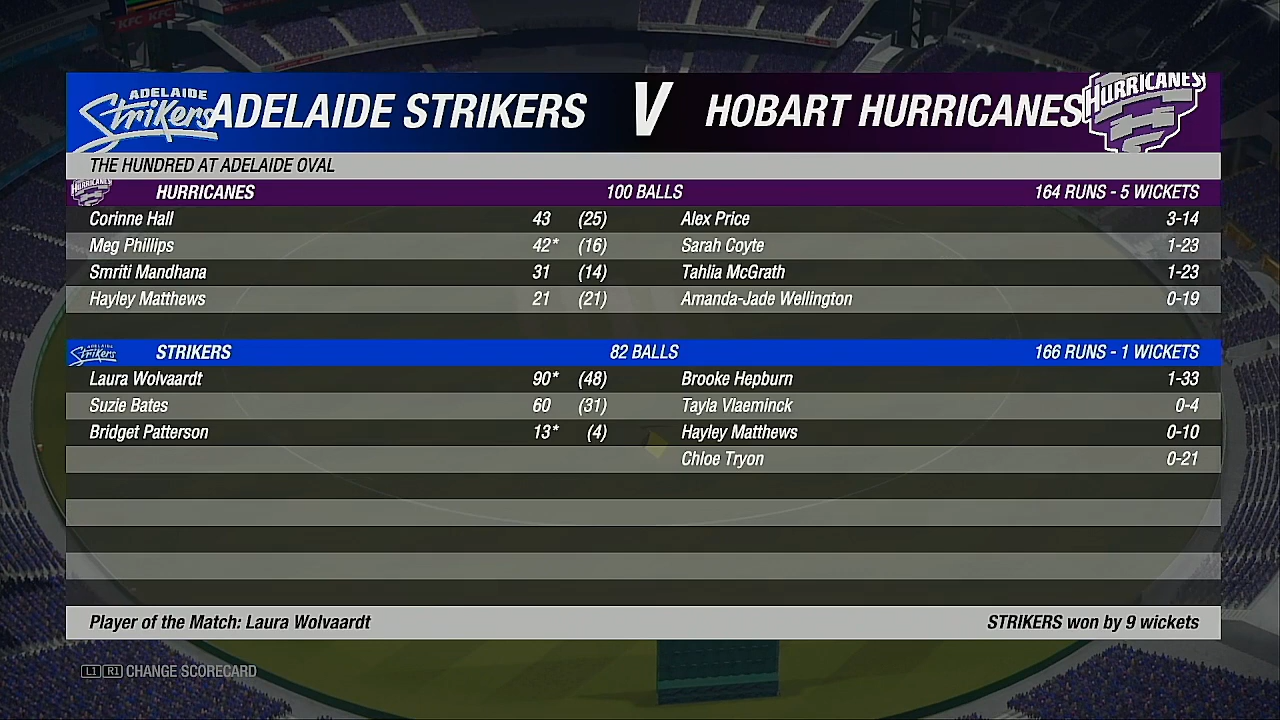 KFC KFC
ADELAIDE Strikers ADELAIDE STRIKERS V HOBART HURRICANES HURRICANES
THE HUNDRED AT ADELAIDE OVAL
HURRICANES HURRICANES 100 BALLS 164 RUNS - 5 WICKETS
Corinne Hall 43 (25) Alex Price 3-14
Meg Phillips 42* (16) Sarah Coyte 1-23
Smriti Mandhana 31 (14) Tahlia McGrath 1-23
Hayley Matthews 21 (21) Amanda-Jade Wellington 0-19
ADELAIDE Strikers STRIKERS 82 BALLS 166 RUNS - 1 WICKETS
Laura Wolvaardt 90* (48) Brooke Hepburn 1-33
Suzie Bates 60 (31) Tayla Vlaeminck 0-4
Bridget Patterson 13* (4) Hayley Matthews 0-10
Chloe Tryon 0-21
Player of the Match: Laura Wolvaardt STRIKERS won by 9 wickets
L1 R1 CHANGE SCORECARD